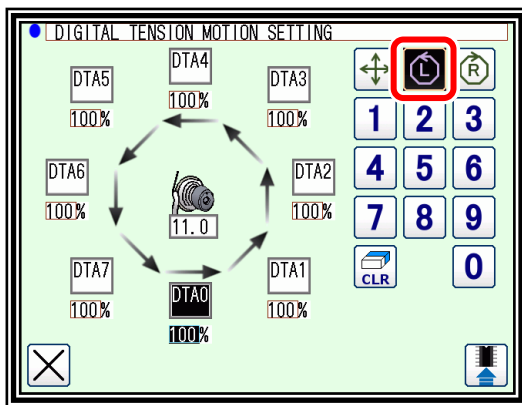 DIGITAL TENSION MOTION SETTING
DTA4
100%
DTA5
100%
DTA3
100%
DTA6
100%
DTA2
100%
11.0
DTA7
100%
DTA1
100%
DTA0
100%
L
R
1 2 3
4 5 6
7 8 9
CLR 0